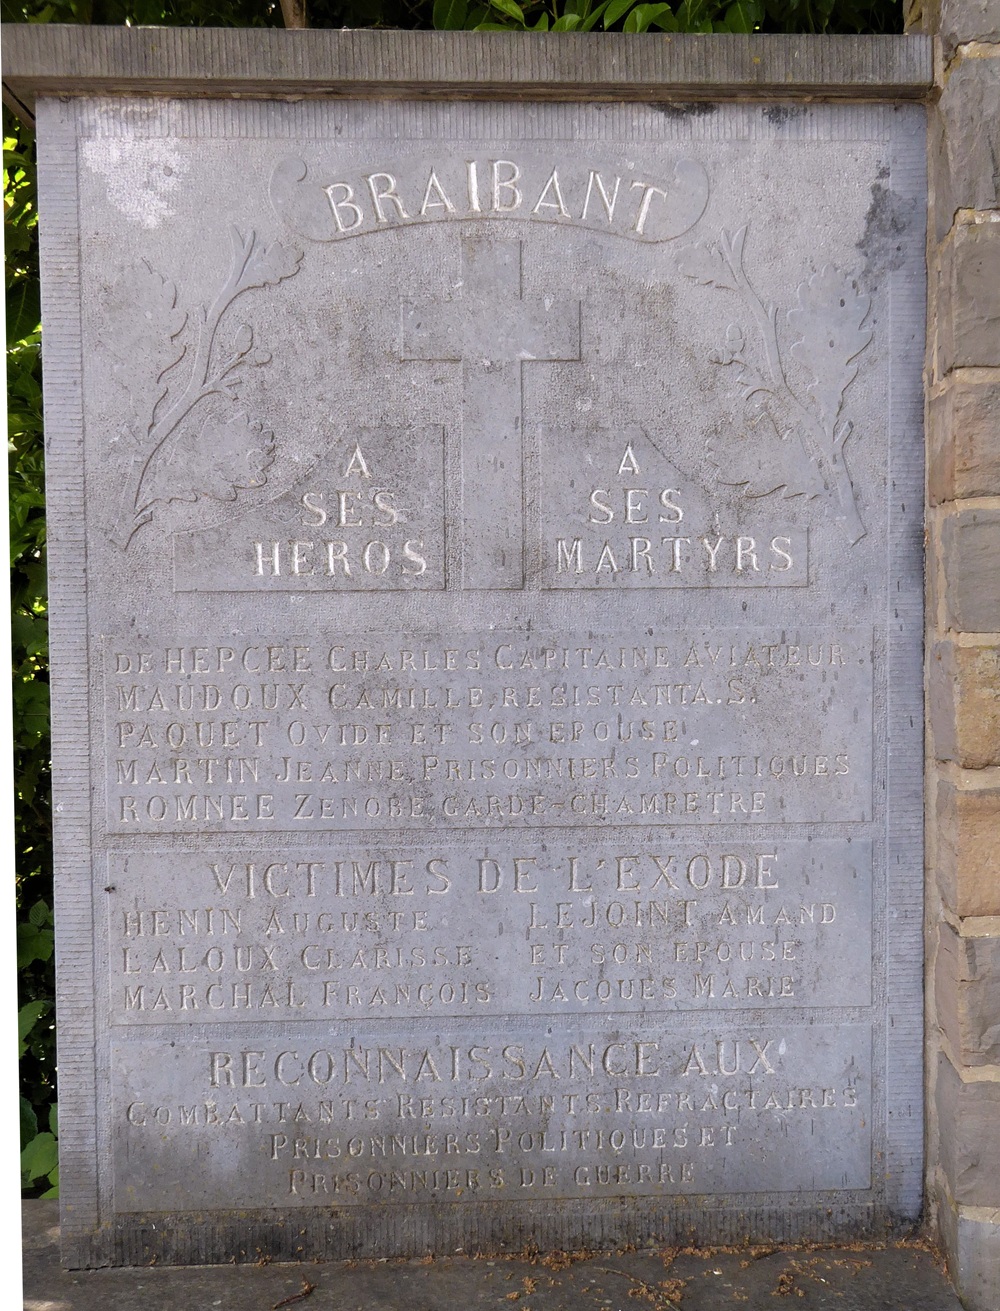 BRAIBANT
A
SES
HEROS
A
SES
MARTYRS
DE HEPCEE CHARLES CAPITAINE AVIATEUR
MAUDOUX CAMILLE, RESISTANT A.S.
PAQUET OVIDE ET SON EPOUSE
MARTIN JEANNE PRISONNIERS POLITIQUES
ROMNEE ZENOBE, GARDE-CHAMPETRE
VICTIMES DE L'EXODE
HENIN AUGUSTE
LALOUX CLARISSE
MARCHAL FRANÇOIS
LEJOINT AMAND
ET SON EPOUSE
JACQUES MARIE
RECONNAISSANCE AUX
COMBATTANTS RESISTANTS REFRACTAIRES
PRISONNIERS POLITIQUES ET
PRISONNIERS DE GUERRE